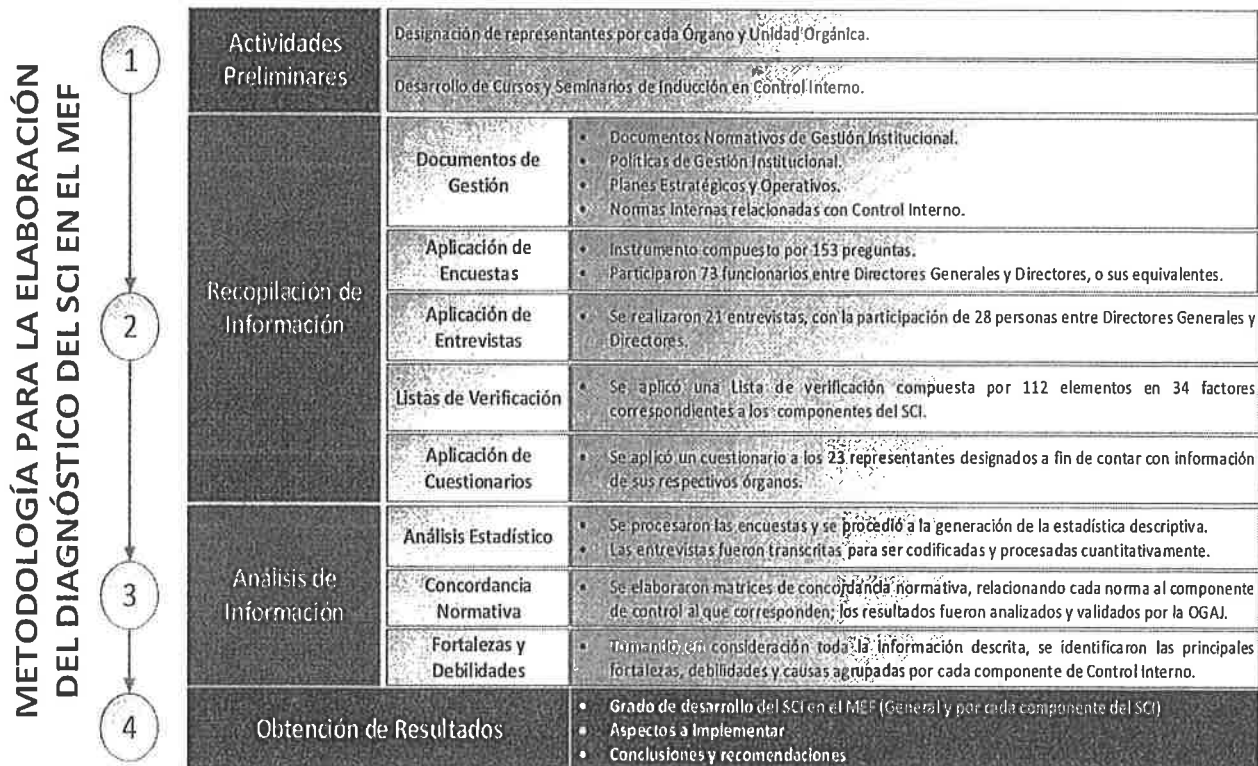 METODOLOGÍA PARA LA ELABORACIÓN
DEL DIAGNÓSTICO DEL SCI EN EL MEF
1
Actividades
Preliminares
Designación de representantes por cada Órgano y Unidad Orgánica.
Desarrollo de Cursos y Seminarios de Inducción en Control Interno.
2
Recopilación de
Información
Documentos de
Gestión
• Documentos Normativos de Gestión Institucional.
• Políticas de Gestión Institucional.
• Planes Estratégicos y Operativos.
• Normas Internas relacionadas con Control Interno.
Aplicación de
Encuestas
• Instrumento compuesto por 153 preguntas.
• Participaron 73 funcionarios entre Directores Generales y Directores, o sus equivalentes.
Aplicación de
Entrevistas
• Se realizaron 21 entrevistas, con la participación de 28 personas entre Directores Generales y
Directores.
Listas de Verificación
• Se aplicó una Lista de verificación compuesta por 112 elementos en 34 factores
correspondientes a los componentes del SCI.
Aplicación de
Cuestionarios
• Se aplicó un cuestionario a los 23 representantes designados a fin de contar con información
de sus respectivos órganos.
3
Análisis de
Información
Análisis Estadístico
• Se procesaron las encuestas y se procedió a la generación de la estadística descriptiva.
• Las entrevistas fueron transcritas para ser codificadas y procesadas cuantitativamente.
Concordancia
Normativa
• Se elaboraron matrices de concordancia normativa, relacionando cada norma al componente
de control al que corresponden; los resultados fueron analizados y validados por la OGAJ.
Fortalezas y
Debilidades
• Tomando en consideración toda la información descrita, se identificaron las principales
fortalezas, debilidades y causas agrupadas por cada componente de Control Interno.
4
Obtención de Resultados
• Grado de desarrollo del SCI en el MEF (General y por cada componente del SCI)
• Aspectos a Implementar
• Conclusiones y recomendaciones